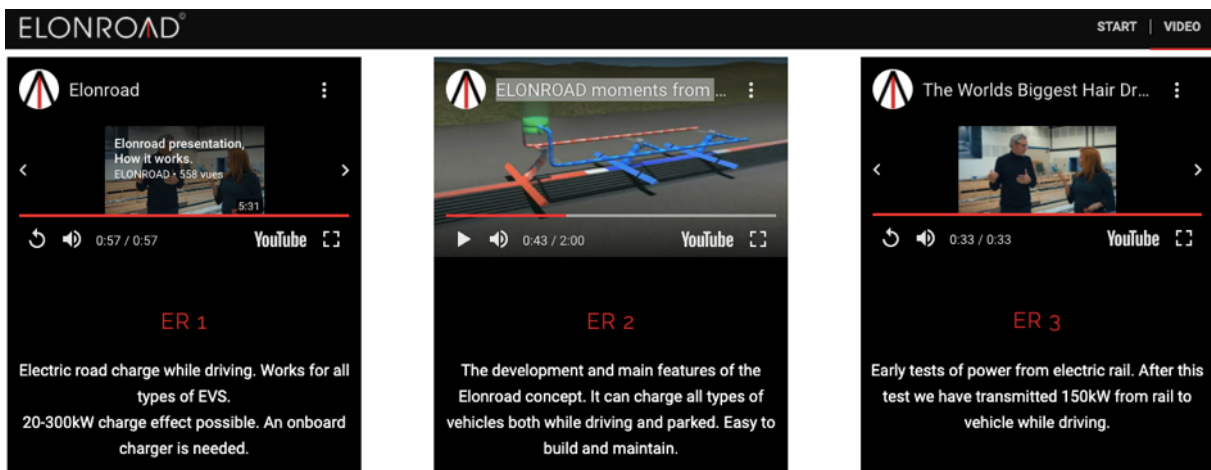 ELONROAD©
START | VIDEO
Elonroad
Elonroad presentation,
How it works.
ELONROAD • 558 vues
5:31
0:57 / 0:57
YouTube
ER 1
Electric road charge while driving. Works for all
types of EVS.
20-300kW charge effect possible. An onboard
charger is needed.
ELONROAD moments from ...
0:43 / 2:00
YouTube
ER 2
The development and main features of the
Elonroad concept. It can charge all types of
vehicles both while driving and parked. Easy to
build and maintain.
The Worlds Biggest Hair Dr...
0:33 / 0:33
YouTube
ER 3
Early tests of power from electric rail. After this
test we have transmitted 150kW from rail to
vehicle while driving.